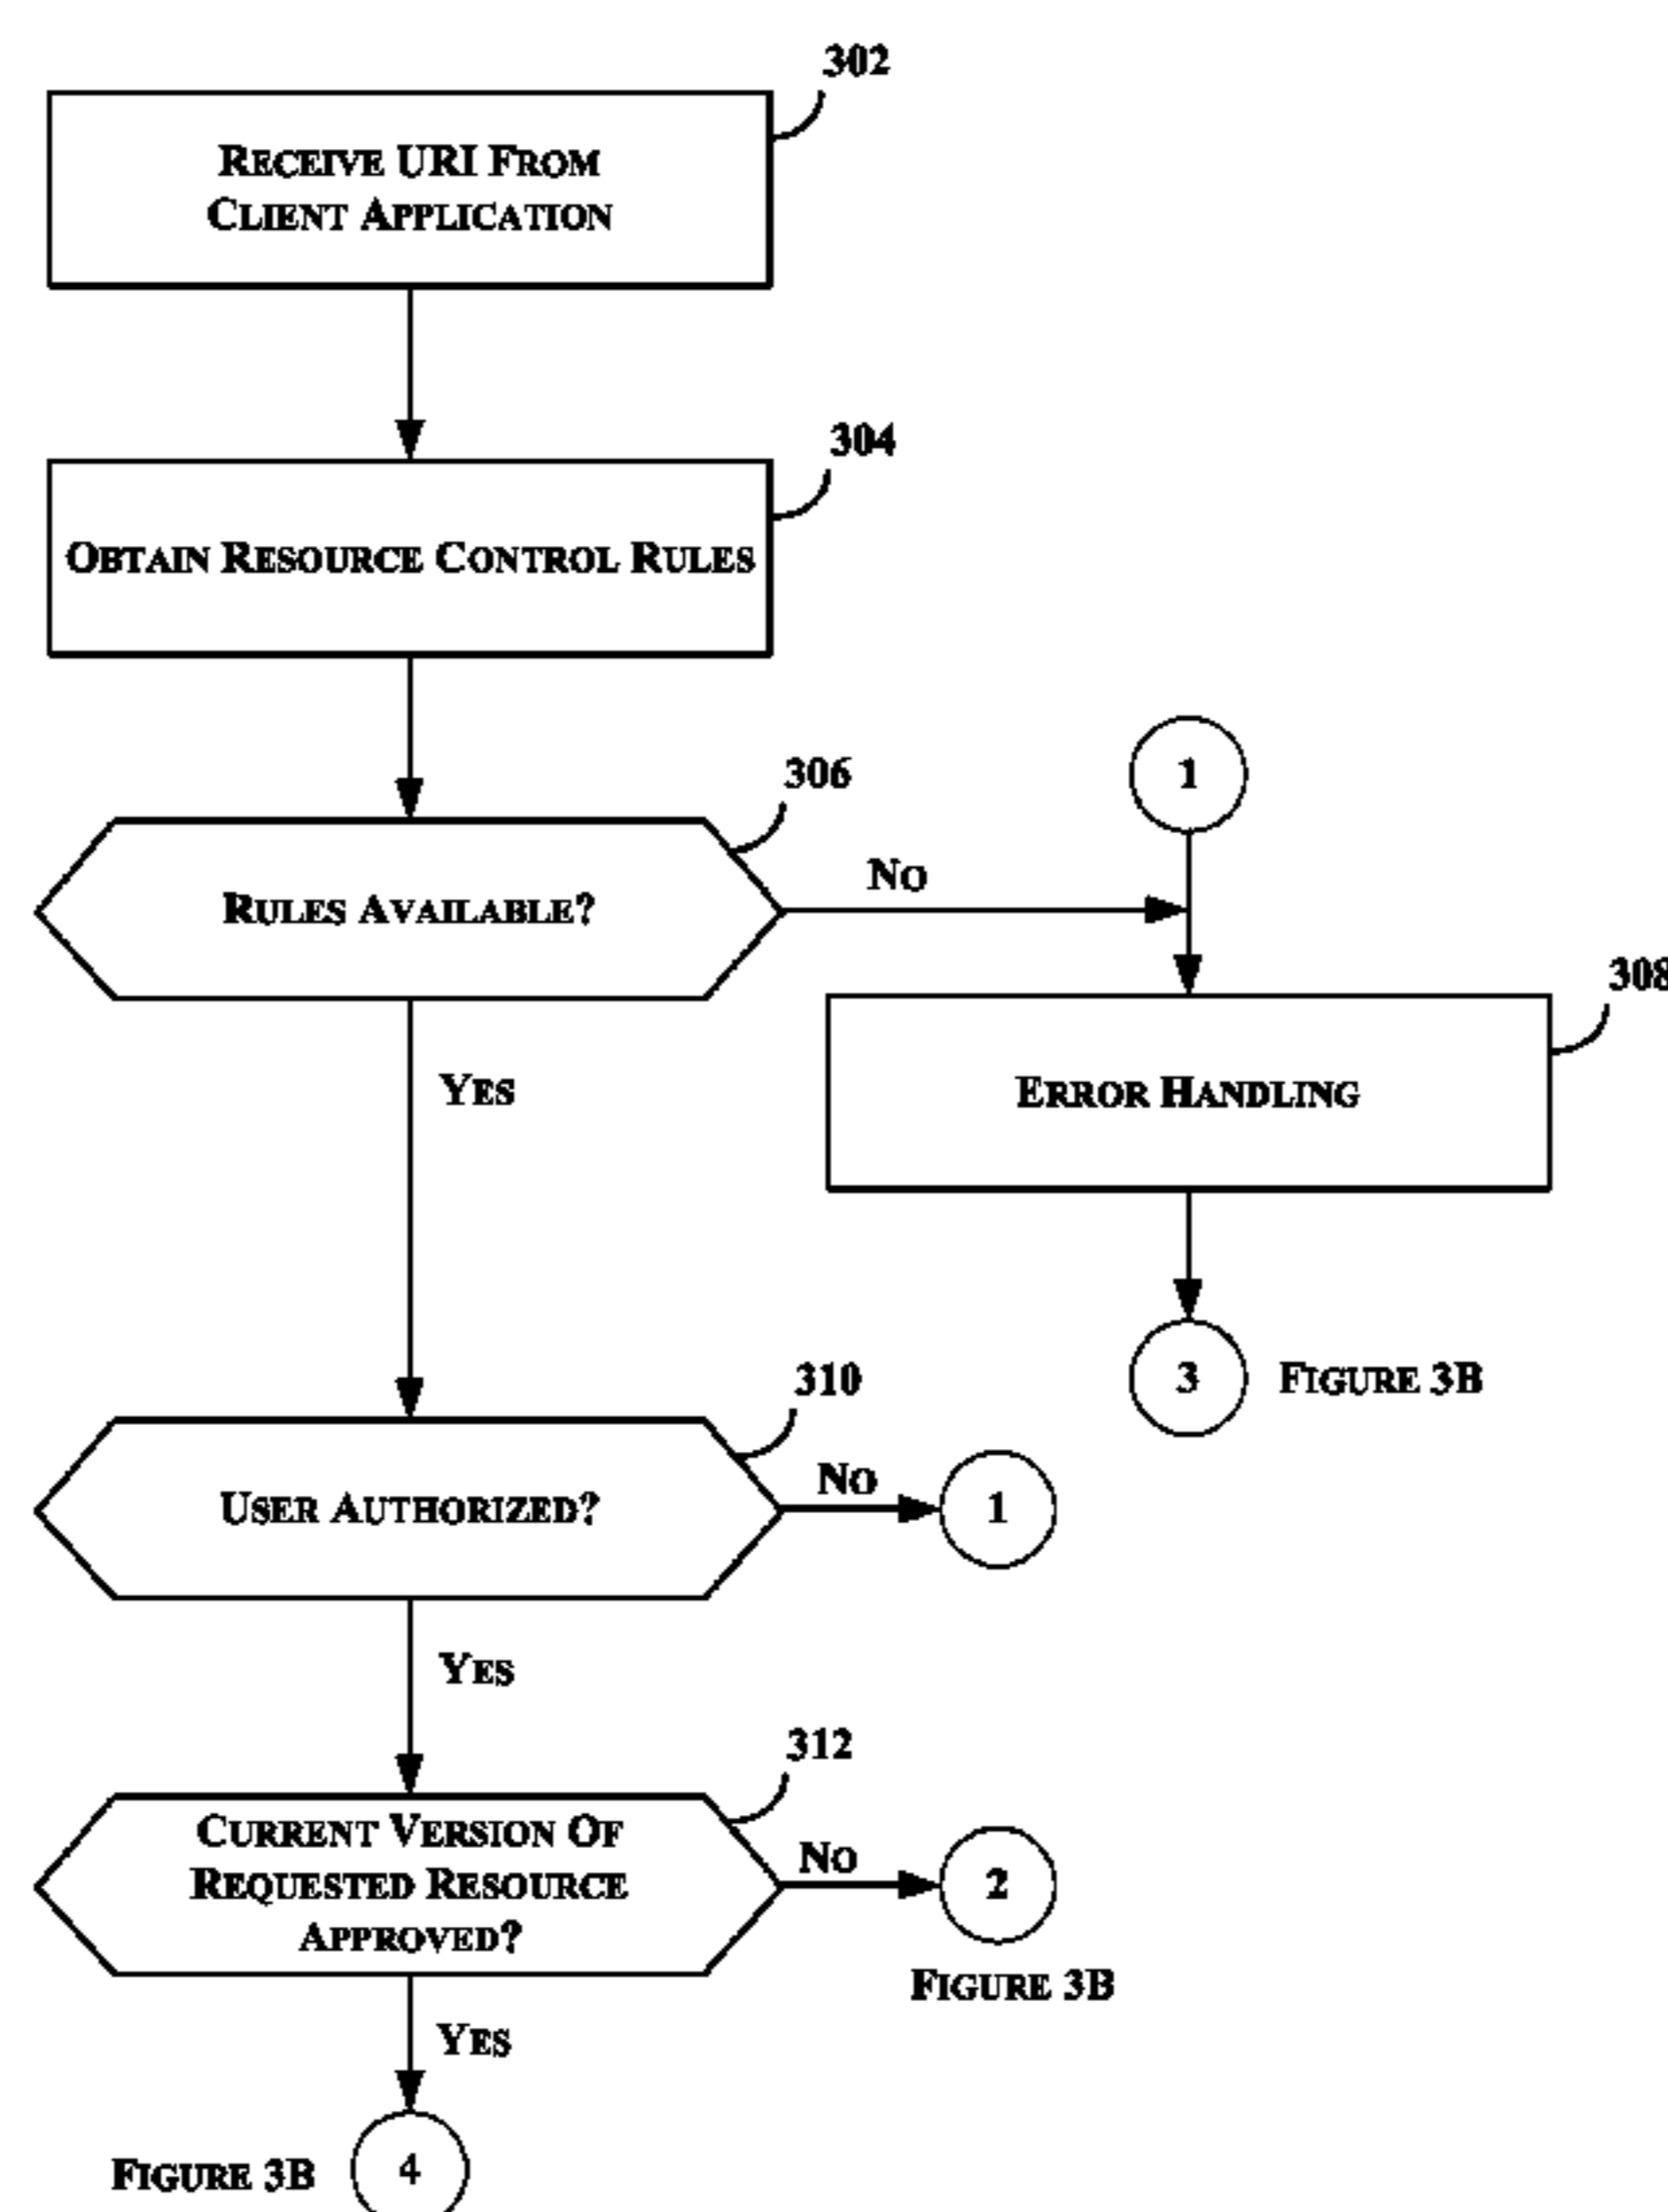 302
RECEIVE URI FROM
CLIENT APPLICATION
304
OBTAIN RESOURCE CONTROL RULES
306
1
RULES AVAILABLE?
NO
308
YES
ERROR HANDLING
3
FIGURE 3B
310
USER AUTHORIZED?
NO
1
YES
312
CURRENT VERSION OF
REQUESTED RESOURCE
APPROVED?
NO
2
FIGURE 3B
YES
FIGURE 3B
4